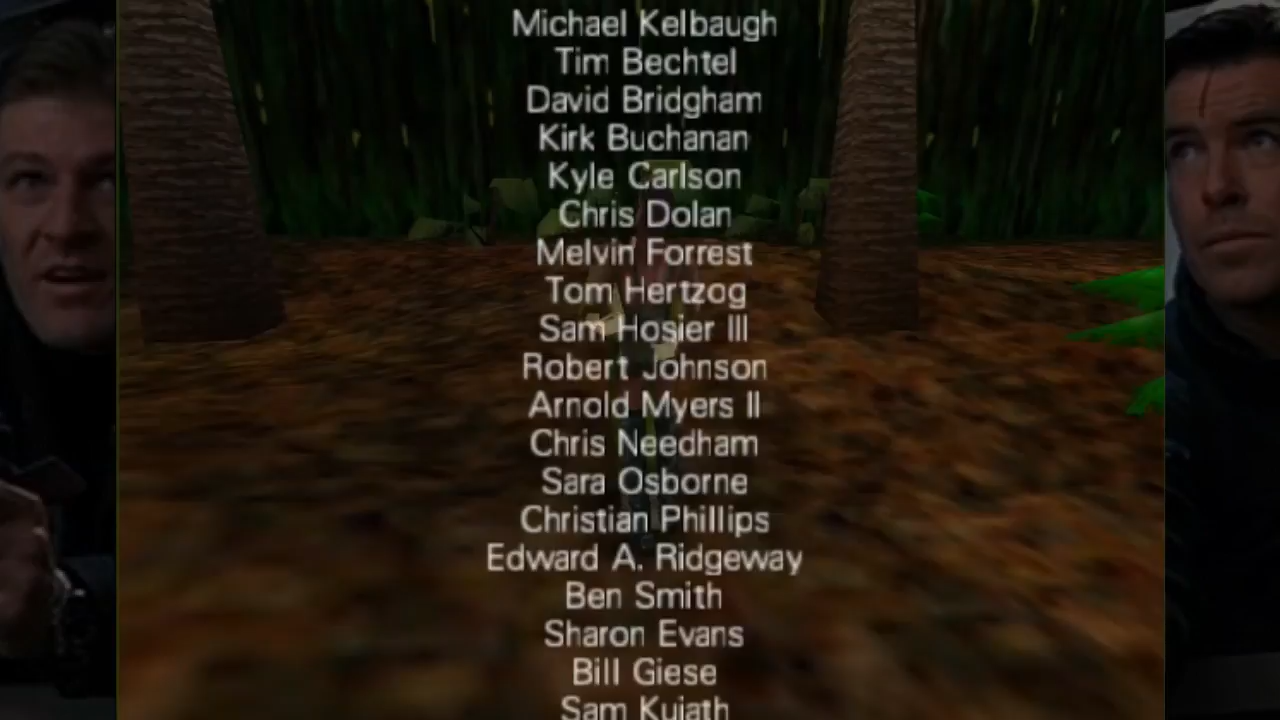 Michael Kelbaugh
Tim Bechtel
David Bridgham
Kirk Buchanan
Kyle Carlson
Chris Dolan
Melvin Forrest
Tom Hertzog
Sam Hosier III
Robert Johnson
Arnold Myers II
Chris Needham
Sara Osborne
Christian Phillips
Edward A. Ridgeway
Ben Smith
Sharon Evans
Bill Giese
Sam Kujath